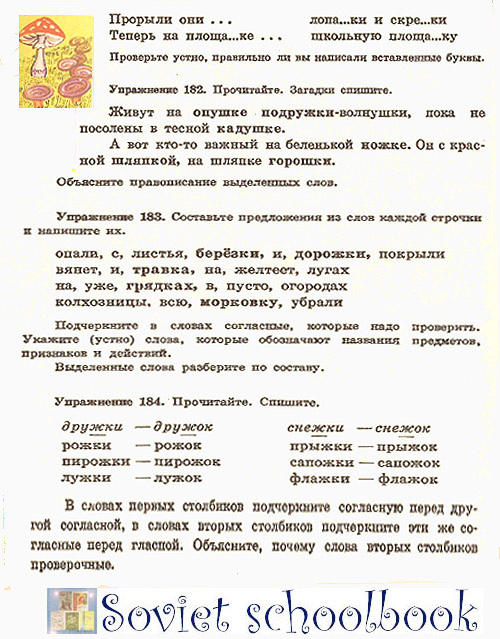 Прорыли они . . . лопа...ки и скре...ки
Теперь на площа...ке . . . школьную площа...ку
Проверьте устно, правильно ли вы написали вставленные буквы.
Упражнение 182. Прочитайте. Загадки спишите.
Живут на опушке подружки-волнушки, пока не
посолены в тесной кадушке.
А вот кто-то важный на беленькой ножке. Он с крас-
ной шляпкой, на шляпке горошки.
Объясните правописание выделенных слов.
Упражнение 183. Составьте предложения из слов каждой строчки
и напишите их.
опали, с, листья, берёзки, и, дорожки, покрыли
вянет, и, травка, на, желтеет, лугах
на, уже, грядках, в, пусто, огородах
колхозницы, всю, морковку, убрали
Подчеркните в словах согласные, которые надо проверить.
Укажите (устно) слова, которые обозначают названия предметов,
признаков и действий.
Выделенные слова разберите по составу.
Упражнение 184. Прочитайте. Спишите.
дружки — дружок снежки — снежок
рожки — рожок прыжки — прыжок
пирожки — пирожок сапожки — сапожок
лужки — лужок флажки — флажок
В словах первых столбиков подчеркните согласную перед дру-
гой согласной, в словах вторых столбиков подчеркните эти же со-
гласные перед гласной. Объясните, почему слова вторых столбиков
проверочные.
Soviet schoolbook